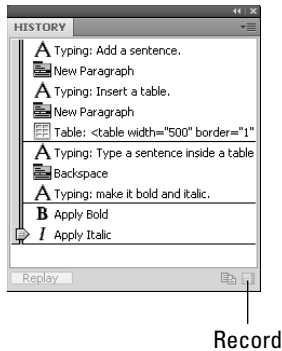 HISTORY
Typing: Add a sentence.
New Paragraph
Typing: Insert a table.
New Paragraph
Table: <table width="500" border="1"
Typing: Type a sentence inside a table
Backspace
Typing: make it bold and italic.
B Apply Bold
I Apply Italic
Replay
Record